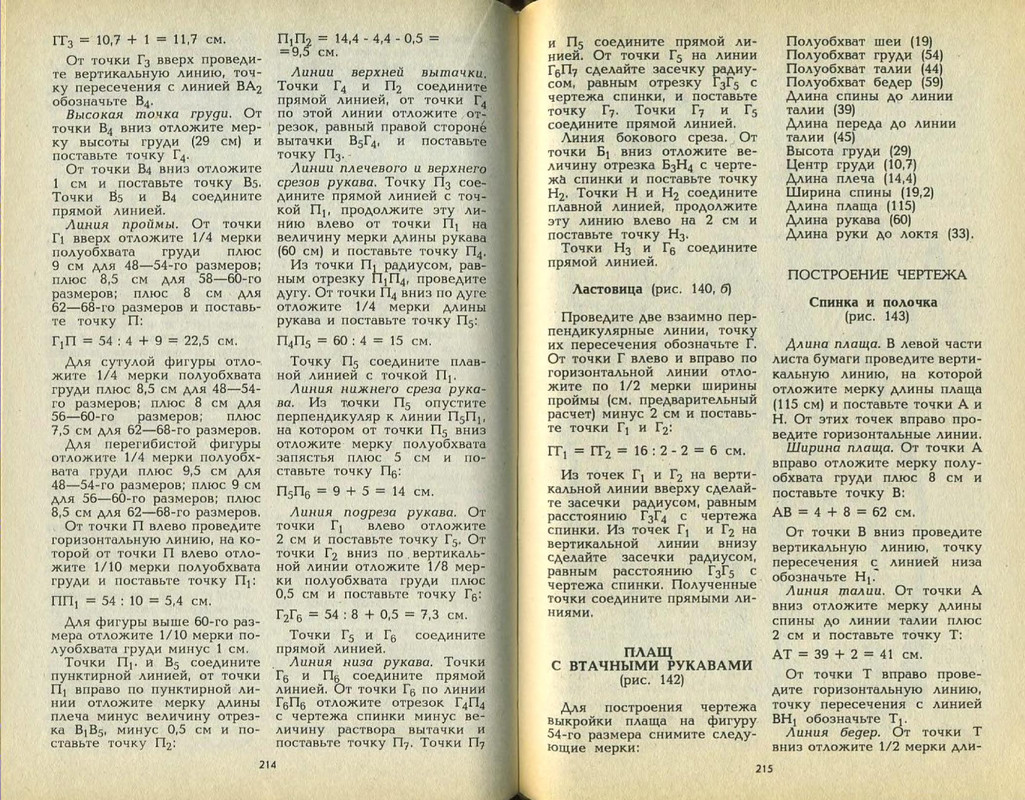 ГГ₃ = 10,7 + 1 = 11,7 см.
От точки Г₃ вверх проведи-
те вертикальную линию, точ-
ку пересечения с линией ВА₂
обозначьте В₄.
Высокая точка груди. От
точки В₄ вниз отложите мер-
ку высоты груди (29 см) и
поставьте точку Г₄.
От точки В₄ вниз отложите
1 см и поставьте точку В₅.
Точки В₅ и В₄ соедините
прямой линией.
Линия проймы. От точки
Г₁ вверх отложите 1/4 мерки
полуобхвата груди плюс
9 см для 48—54-го размеров;
плюс 8,5 см для 58—60-го
размеров; плюс 8 см для
62—68-го размеров и поставь-
те точку П:
Г₁П = 54 : 4 + 9 = 22,5 см.
Для сутулой фигуры отло-
жите 1/4 мерки полуобхвата
груди плюс 8,5 см для 48—54-
го размеров; плюс 8 см для
56—60-го размеров; плюс
7,5 см для 62—68-го размеров.
Для перегибистой фигуры
отложите 1/4 мерки полуобх-
вата груди плюс 9,5 см для
48—54-го размеров; плюс 9 см
для 56—60-го размеров; плюс
8,5 см для 62—68-го размеров.
От точки П влево проведите
горизонтальную линию, на ко-
торой от точки П влево отло-
жите 1/10 мерки полуобхвата
груди и поставьте точку П₁:
ПП₁ = 54 : 10 = 5,4 см.
Для фигуры выше 60-го раз-
мера отложите 1/10 мерки по-
луобхвата груди минус 1 см.
Точки П₁ и В₅ соедините
пунктирной линией, от точки
П₁ вправо по пунктирной ли-
нии отложите мерку длины
плеча минус величину отрез-
ка В₁В₅, минус 0,5 см и по-
ставьте точку П₂:
214
П₁П₂ = 14,4 - 4,4 - 0,5 =
= 9,5 см.
Линии верхней вытачки.
Точки Г₄ и П₂ соедините
прямой линией, от точки Г₄
по этой линии отложите от-
резок, равный правой стороне
вытачки В₅Г₄, и поставьте
точку П₃.
Линии плечевого и верхнего
срезов рукава. Точку П₃ сое-
дините прямой линией с точ-
кой П₁, продолжите эту ли-
нию влево от точки П₁ на
величину мерки длины рукава
(60 см) и поставьте точку П₄.
Из точки П₁ радиусом, рав-
ным отрезку П₁П₄, проведите
дугу. От точки П₄ вниз по дуге
отложите 1/4 мерки длины
рукава и поставьте точку П₅:
П₄П₅ = 60 : 4 = 15 см.
Точку П₅ соедините плав-
ной линией с точкой П₁.
Линия нижнего среза рука-
ва. Из точки П₅ опустите
перпендикуляр к линии П₅П₁,
на котором от точки П₅ вниз
отложите мерку полуобхвата
запястья плюс 5 см и по-
ставьте точку П₆:
П₅П₆ = 9 + 5 = 14 см.
Линия подреза рукава. От
точки Г₁ влево отложите
2 см и поставьте точку Г₅. От
точки Г₂ вниз по вертикаль-
ной линии отложите 1/8 мер-
ки полуобхвата груди плюс
0,5 см и поставьте точку Г₆:
Г₂Г₆ = 54 : 8 + 0,5 = 7,3 см.
Точки Г₅ и Г₆ соедините
прямой линией.
Линия низа рукава. Точки
Г₆ и П₆ соедините прямой
линией. От точки Г₆ по линии
Г₆П₆ отложите отрезок Г₄П₄
с чертежа спинки минус ве-
личину раствора вытачки и
поставьте точку П₇. Точки П₇
и П₅ соедините прямой ли-
нией. От точки Г₅ на линии
Г₆П₇ сделайте засечку радиу-
сом, равным отрезку Г₃Г₅ с
чертежа спинки, и поставьте
точку Г₇. Точки Г₇ и Г₅
соедините прямой линией.
Линия бокового среза. От
точки Б₁ вниз отложите ве-
личину отрезка Б₃Н₄ с черте-
жа спинки и поставьте точку
Н₂. Точки Н и Н₂ соедините
плавной линией, продолжите
эту линию влево на 2 см и
поставьте точку Н₃.
Точки Н₃ и Г₆ соедините
прямой линией.
Ластовица (рис. 140, б)
Проведите две взаимно пер-
пендикулярные линии, точку
их пересечения обозначьте Г.
От точки Г влево и вправо по
горизонтальной линии отло-
жите по 1/2 мерки ширины
проймы (см. предварительный
расчет) минус 2 см и поставь-
те точки Г₁ и Г₂:
ГГ₁ = ГГ₂ = 16 : 2 - 2 = 6 см.
Из точек Г₁ и Г₂ на верти-
кальной линии вверху сделай-
те засечки радиусом, равным
расстоянию Г₃Г₄ с чертежа
спинки. Из точек Г₁ и Г₂ на
вертикальной линии внизу
сделайте засечки радиусом,
равным расстоянию Г₃Г₅ с
чертежа спинки. Полученные
точки соедините прямыми ли-
ниями.
ПЛАЩ
С ВТАЧНЫМИ РУКАВАМИ
(рис. 142)
Для построения чертежа
выкройки плаща на фигуру
54-го размера снимите следу-
ющие мерки:
Полуобхват шеи (19)
Полуобхват груди (54)
Полуобхват талии (44)
Полуобхват бедер (59)
Длина спины до линии
талии (39)
Длина переда до линии
талии (45)
Высота груди (29)
Центр груди (10,7)
Длина плеча (14,4)
Ширина спины (19,2)
Длина плаща (115)
Длина рукава (60)
Длина руки до локтя (33).
ПОСТРОЕНИЕ ЧЕРТЕЖА
Спинка и полочка
(рис. 143)
Длина плаща. В левой части
листа бумаги проведите верти-
кальную линию, на которой
отложите мерку длины плаща
(115 см) и поставьте точки А и
Н. От этих точек вправо про-
ведите горизонтальные линии.
Ширина плаща. От точки А
вправо отложите мерку полу-
обхвата груди плюс 8 см и
поставьте точку В:
АВ = 4 + 8 = 62 см.
От точки В вниз проведите
вертикальную линию, точку
пересечения с линией низа
обозначьте Н₁.
Линия талии. От точки А
вниз отложите мерку длины
спины до линии талии плюс
2 см и поставьте точку Т:
АТ = 39 + 2 = 41 см.
От точки Т вправо прове-
дите горизонтальную линию,
точку пересечения с линией
ВН₁ обозначьте Т₁.
Линия бедер. От точки Т
вниз отложите 1/2 мерки дли-
215